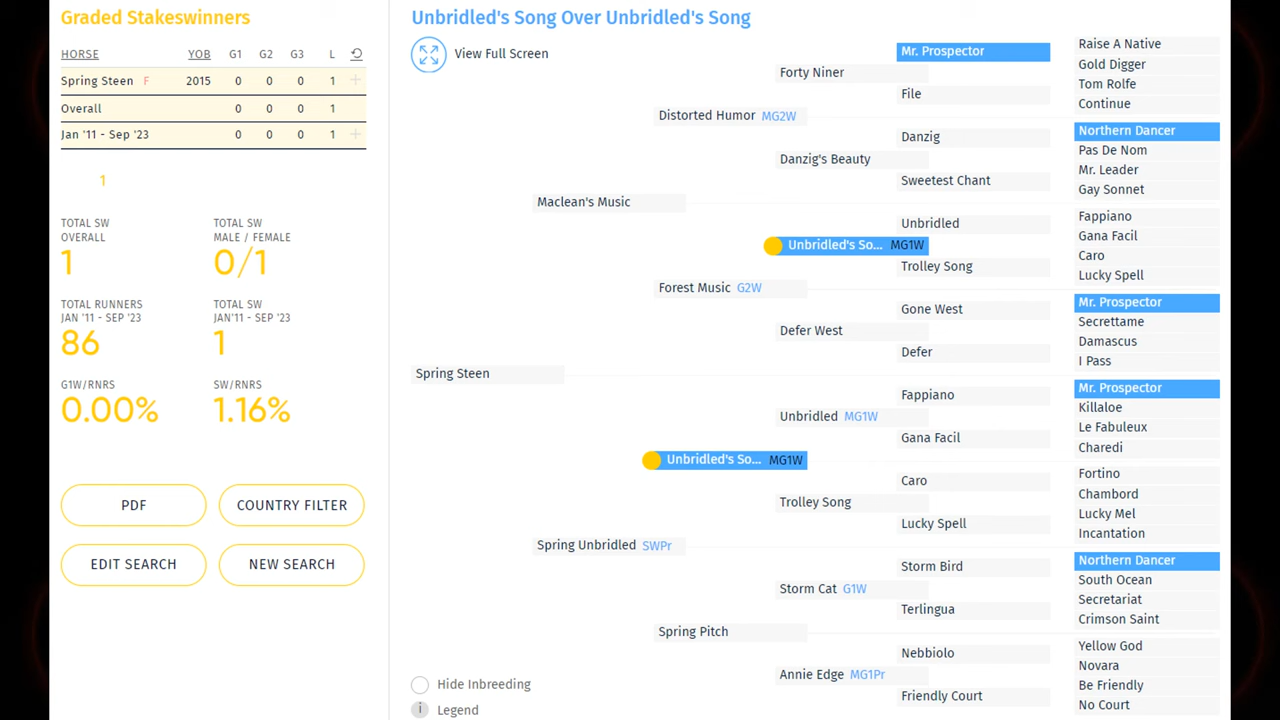 Graded Stakeswinners
HORSE YOB G1 G2 G3 L
Spring Steen F 2015 0 0 0 1 +
Overall 0 0 0 1
Jan '11 - Sep '23 0 0 0 1 +
1
TOTAL SW
OVERALL
1
TOTAL SW
MALE / FEMALE
0/1
TOTAL RUNNERS
JAN '11 - SEP '23
86
TOTAL SW
JAN'11 - SEP '23
1
G1W/RNRS
0.00%
SW/RNRS
1.16%
PDF
COUNTRY FILTER
EDIT SEARCH
NEW SEARCH
Unbridled's Song Over Unbridled's Song
View Full Screen
Spring Steen
Maclean's Music
Spring Unbridled SWPr
Distorted Humor MG2W
Forest Music G2W
Unbridled's So... MG1W
Spring Pitch
Forty Niner
Danzig's Beauty
Unbridled's So... MG1W
Defer West
Unbridled MG1W
Trolley Song
Storm Cat G1W
Annie Edge MG1Pr
Mr. Prospector
File
Danzig
Sweetest Chant
Unbridled
Trolley Song
Gone West
Defer
Fappiano
Gana Facil
Caro
Lucky Spell
Storm Bird
Terlingua
Nebbiolo
Friendly Court
Raise A Native
Gold Digger
Tom Rolfe
Continue
Northern Dancer
Pas De Nom
Mr. Leader
Gay Sonnet
Fappiano
Gana Facil
Caro
Lucky Spell
Mr. Prospector
Secrettame
Damascus
I Pass
Mr. Prospector
Killaloe
Le Fabuleux
Charedi
Fortino
Chambord
Lucky Mel
Incantation
Northern Dancer
South Ocean
Secretariat
Crimson Saint
Yellow God
Novara
Be Friendly
No Court
Hide Inbreeding
i Legend